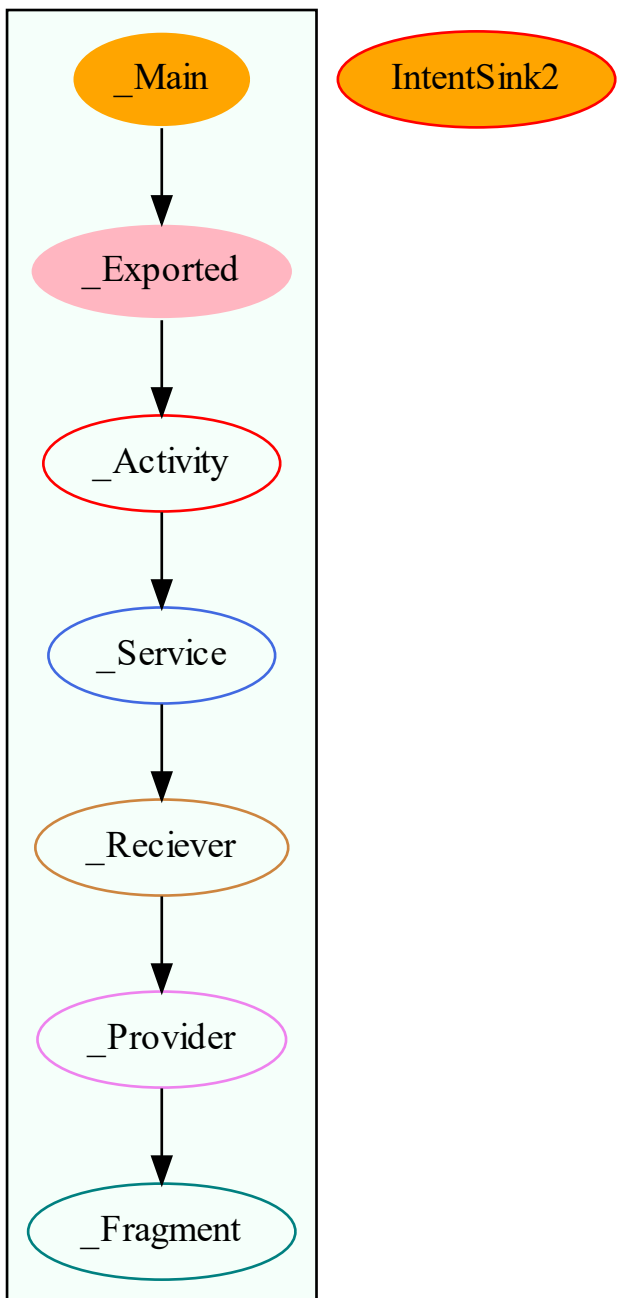 _Main
IntentSink2
_Exported
_Activity
_Service
_Reciever
_Provider
_Fragment